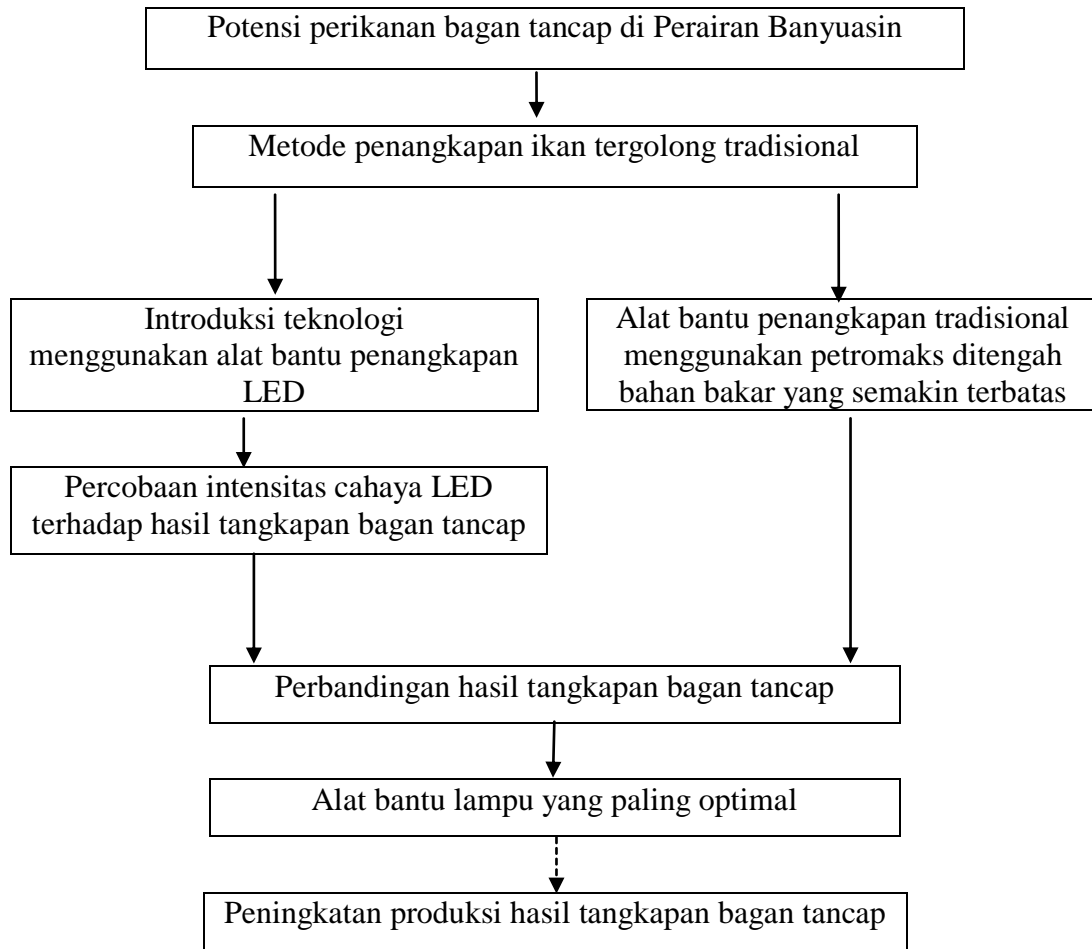 Potensi perikanan bagan tancap di Perairan Banyuasin
Metode penangkapan ikan tergolong tradisional
Introduksi teknologi
menggunakan alat bantu penangkapan
LED
Alat bantu penangkapan tradisional
menggunakan petromaks ditengah
bahan bakar yang semakin terbatas
Percobaan intensitas cahaya LED
terhadap hasil tangkapan bagan tancap
Perbandingan hasil tangkapan bagan tancap
Alat bantu lampu yang paling optimal
Peningkatan produksi hasil tangkapan bagan tancap